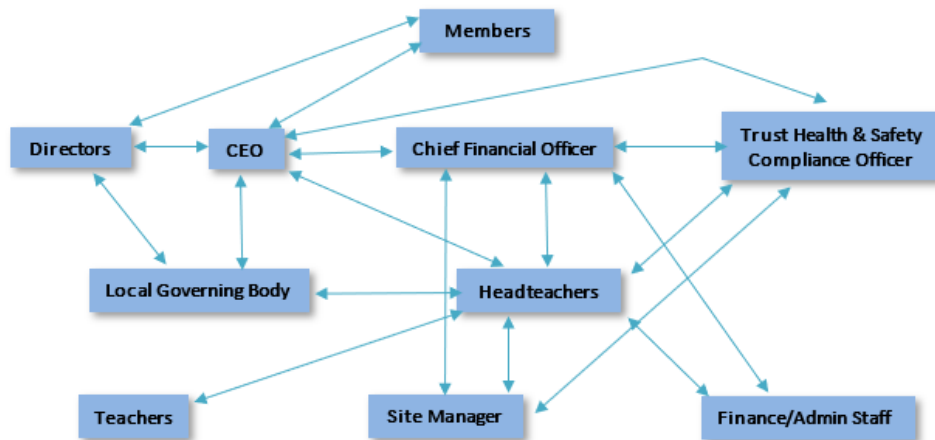 Members
Directors
CEO
Chief Financial Officer
Trust Health & Safety
Compliance Officer
Local Governing Body
Headteachers
Teachers
Site Manager
Finance/Admin Staff